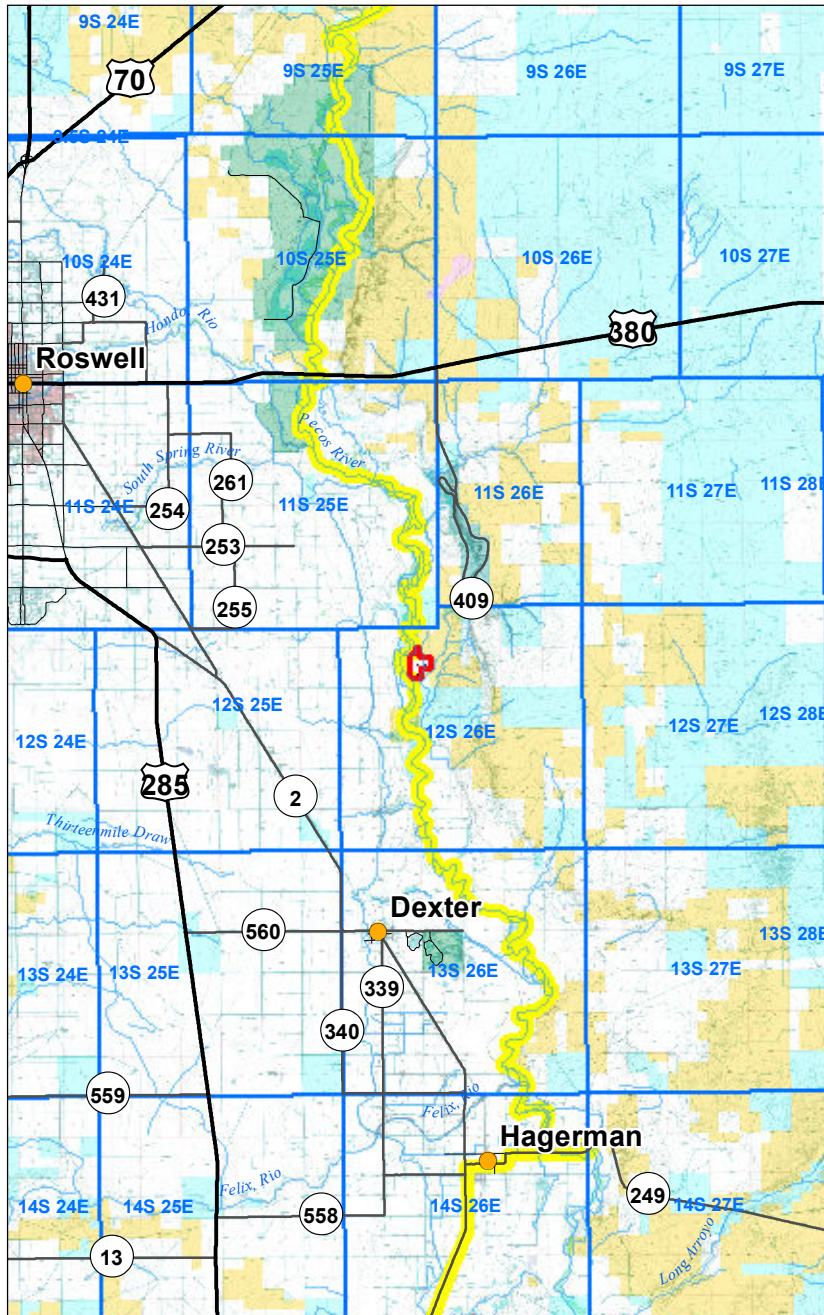 9S 24E
9S 25E
9S 26E
9S 27E
70
9.5S 24E
10S 24E
10S 25E
10S 26E
10S 27E
431
Hondo, Rio
380
Roswell
Pecos River
South Spring River
261
11S 24E
254
11S 25E
11S 26E
11S 27E
11S 28E
253
255
409
12S 24E
12S 25E
12S 26E
12S 27E
12S 28E
285
2
Thirteenmile Draw
Dexter
560
13S 24E
13S 25E
13S 26E
13S 27E
13S 28E
339
340
559
Felix, Rio
Hagerman
Felix, Rio
14S 24E
14S 25E
558
14S 26E
249
14S 27E
13
Long Arroyo